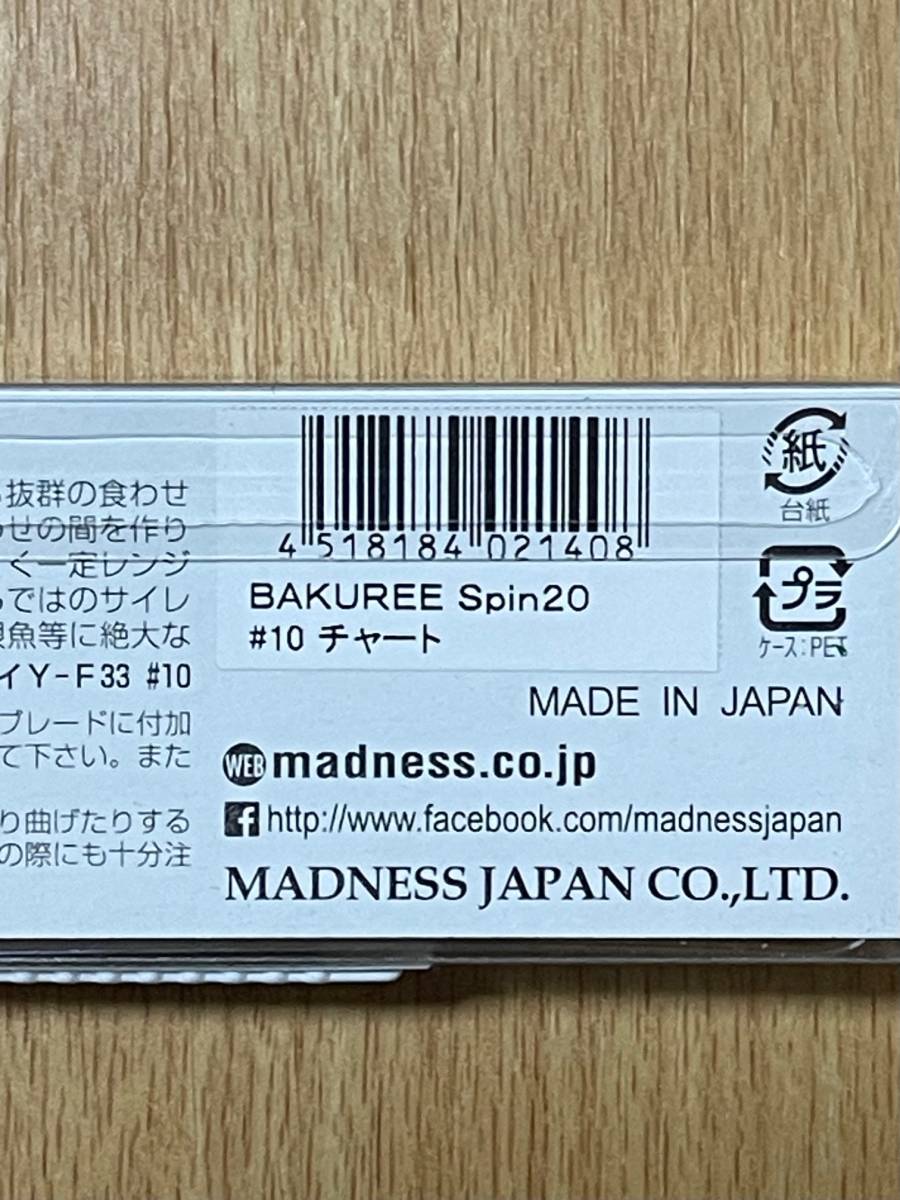 抜群の食わせ
わせの間を作り
く一定レンジ
ではのサイレ
魚等に絶大な
イY-F33 #10
ブレードに付加
て下さい。また
り曲げたりする
の際にも十分注
4 518184 021408
BAKUREE Spin20
#10 チャート
紙
台紙
プラ
ケース:PET
MADE IN JAPAN
WEB madness.co.jp
f http://www.facebook.com/madnessjapan
MADNESS JAPAN CO.,LTD.